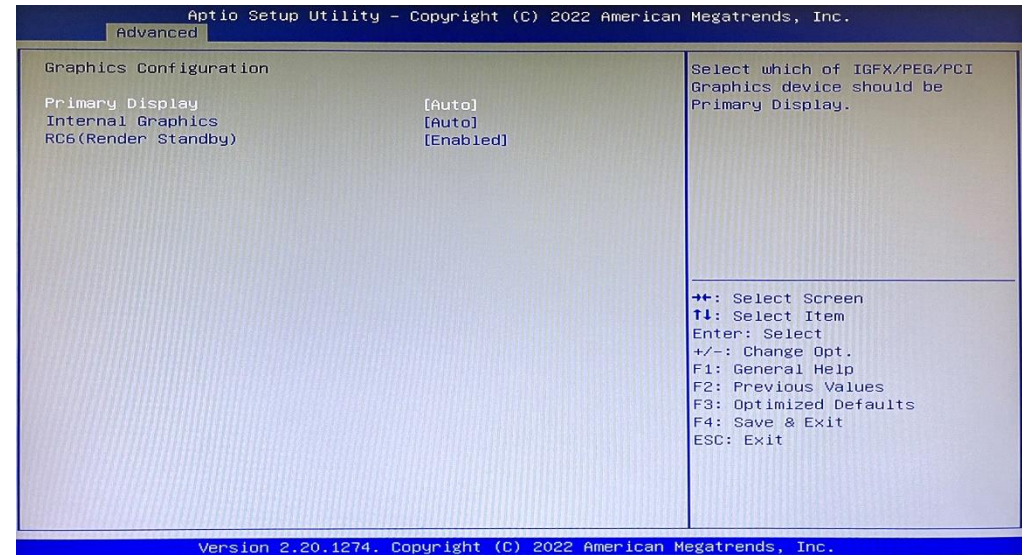 Aptio Setup Utility – Copyright (C) 2022 American Megatrends, Inc.
Advanced
Graphics Configuration
Primary Display [Auto]
Internal Graphics [Auto]
RC6(Render Standby) [Enabled]
Select which of IGFX/PEG/PCI
Graphics device should be
Primary Display.
→←: Select Screen
↑↓: Select Item
Enter: Select
+/-: Change Opt.
F1: General Help
F2: Previous Values
F3: Optimized Defaults
F4: Save & Exit
ESC: Exit
Version 2.20.1274. Copyright (C) 2022 American Megatrends, Inc.